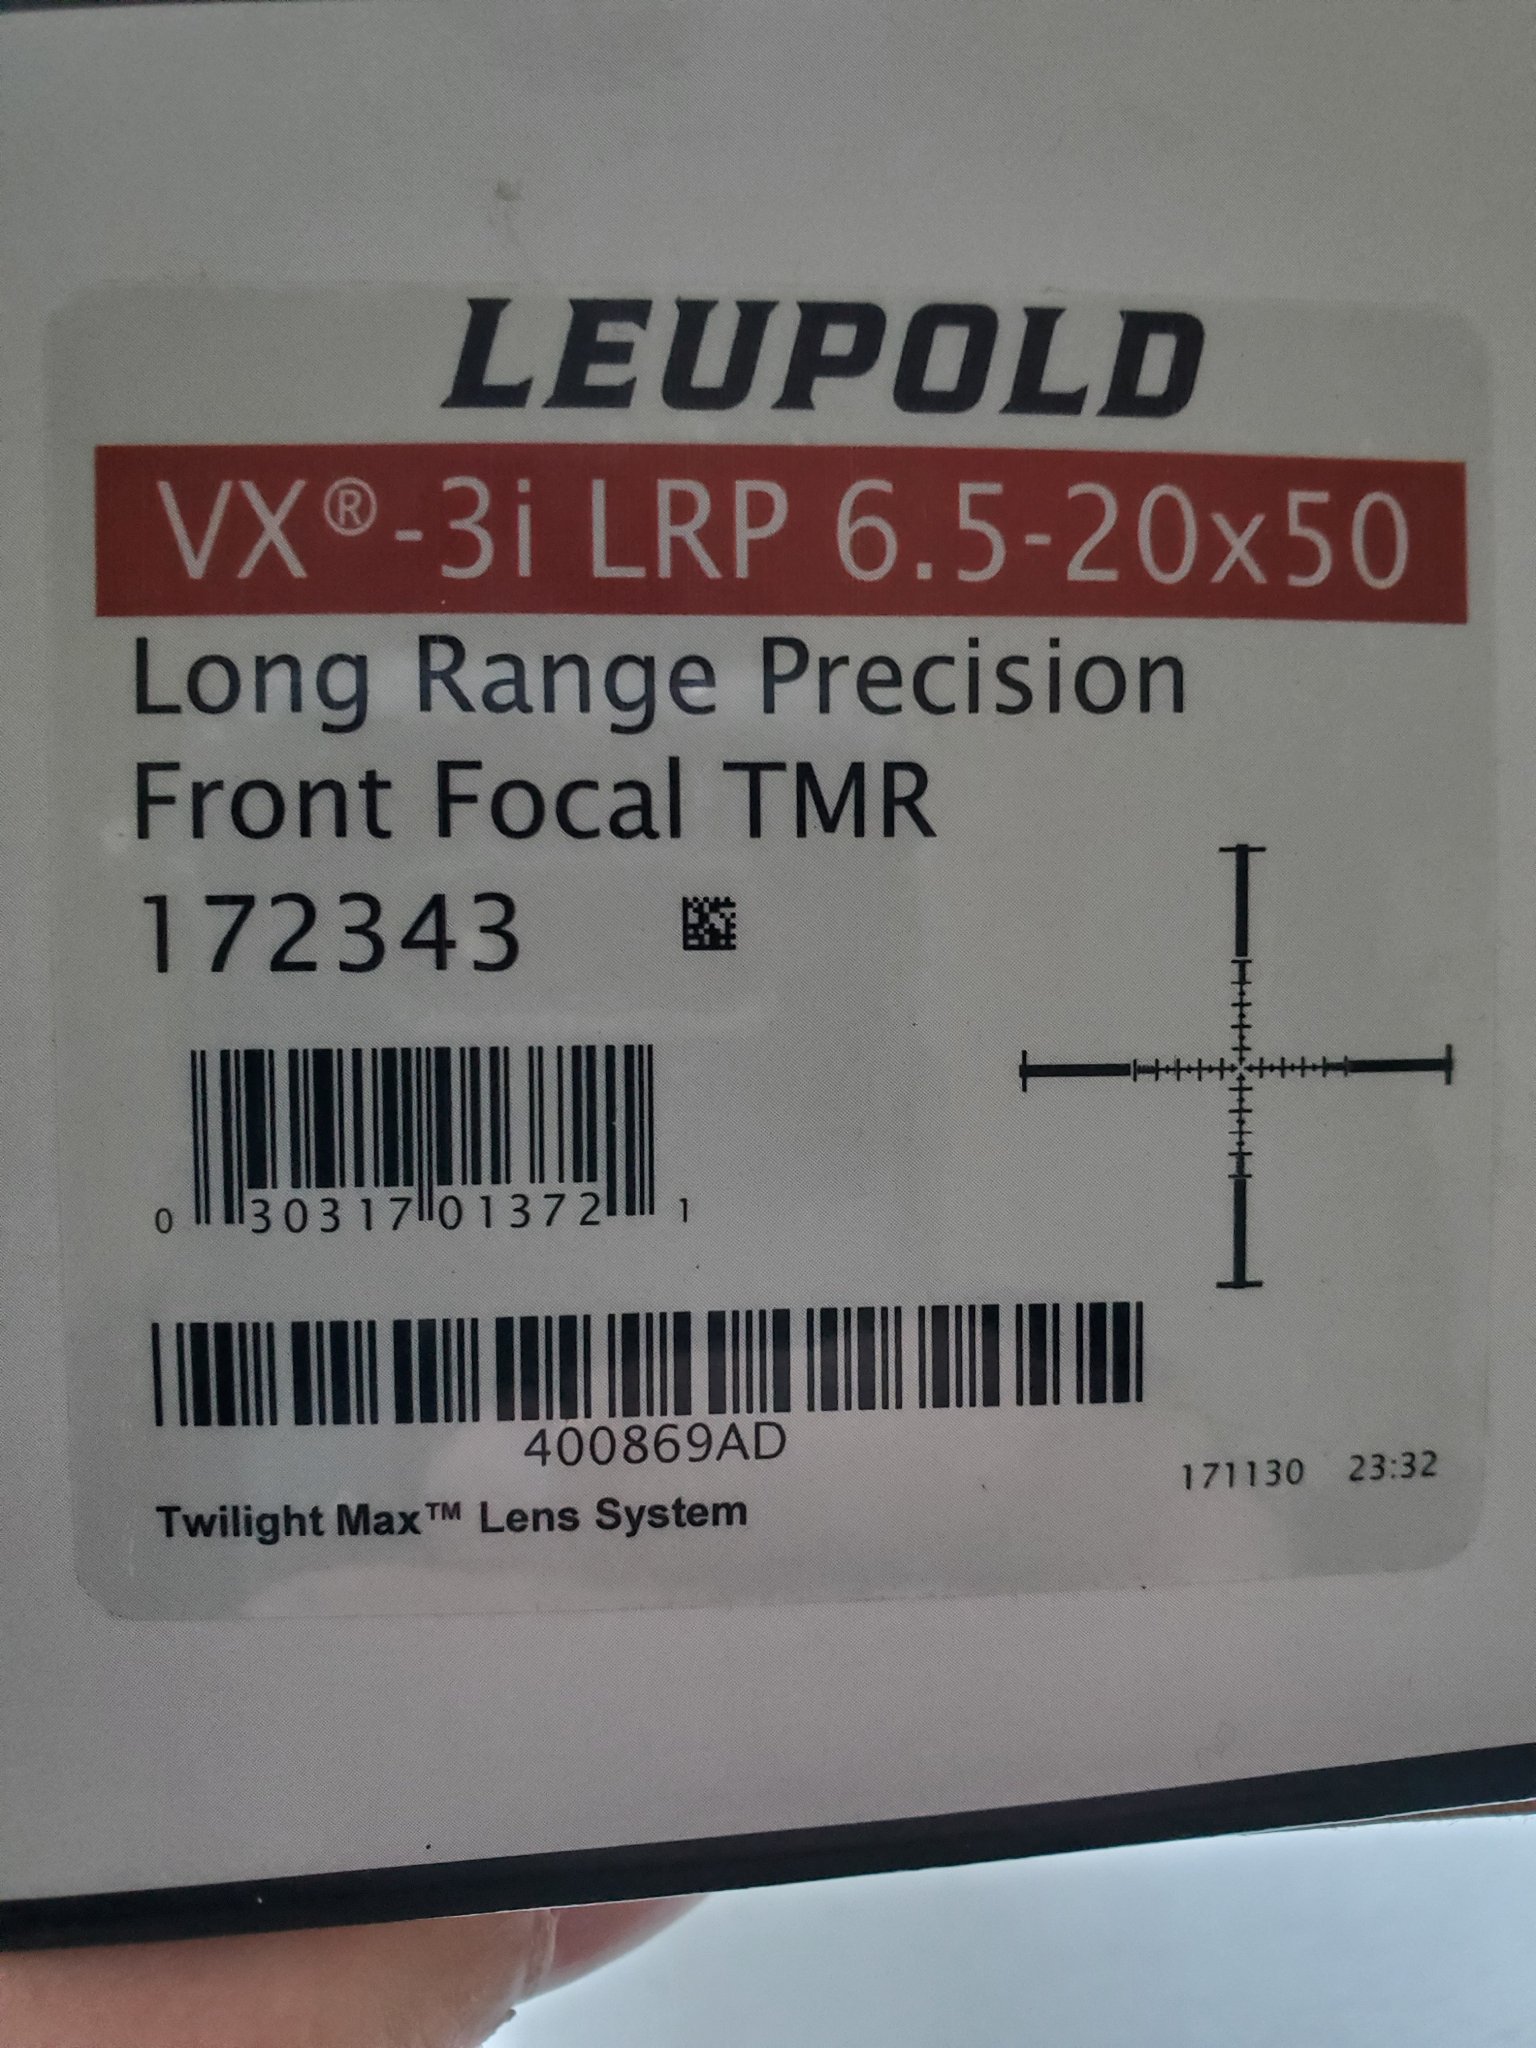 LEUPOLD
VX®-3i LRP 6.5-20x50
Long Range Precision
Front Focal TMR
172343
0 30317 01372 1
400869AD
171130 23:32
Twilight Max™ Lens System